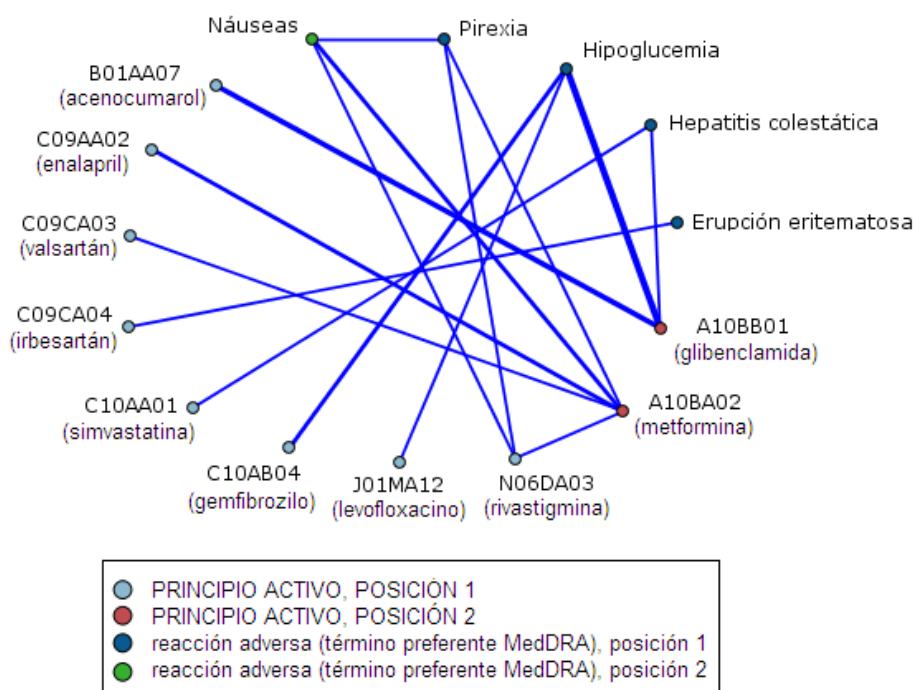 Náuseas
Pirexia
Hipoglucemia
B01AA07
(acenocumarol)
Hepatitis colestática
C09AA02
(enalapril)
C09CA03
(valsartán)
Erupción eritematosa
C09CA04
(irbesartán)
A10BB01
(glibenclamida)
C10AA01
(simvastatina)
A10BA02
(metformina)
C10AB04
(gemfibrozilo)
J01MA12
(levofloxacino)
N06DA03
(rivastigmina)
PRINCIPIO ACTIVO, POSICIÓN 1
PRINCIPIO ACTIVO, POSICIÓN 2
reacción adversa (término preferente MedDRA), posición 1
reacción adversa (término preferente MedDRA), posición 2